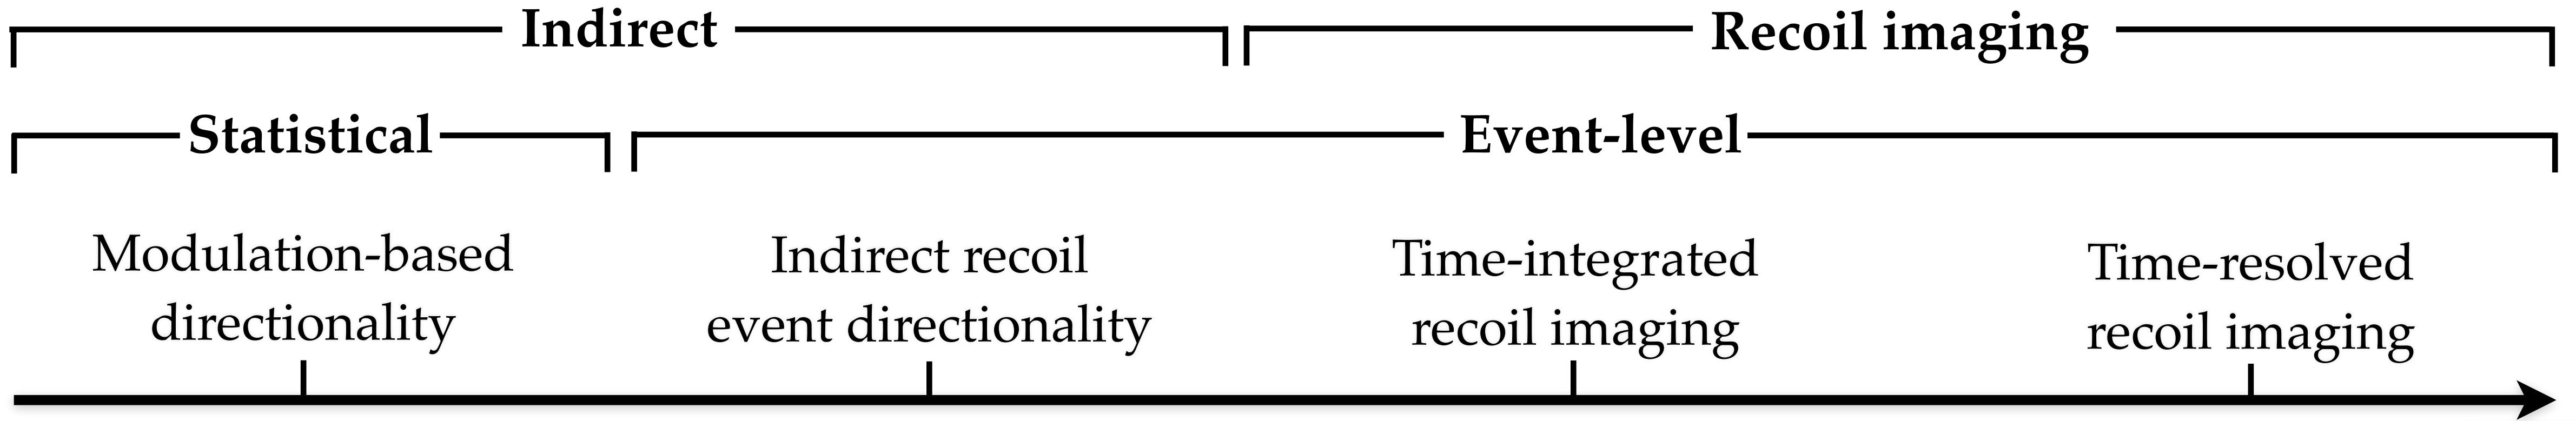 Indirect Recoil imaging
Statistical Event-level
Modulation-based
directionality
Indirect recoil
event directionality
Time-integrated
recoil imaging
Time-resolved
recoil imaging